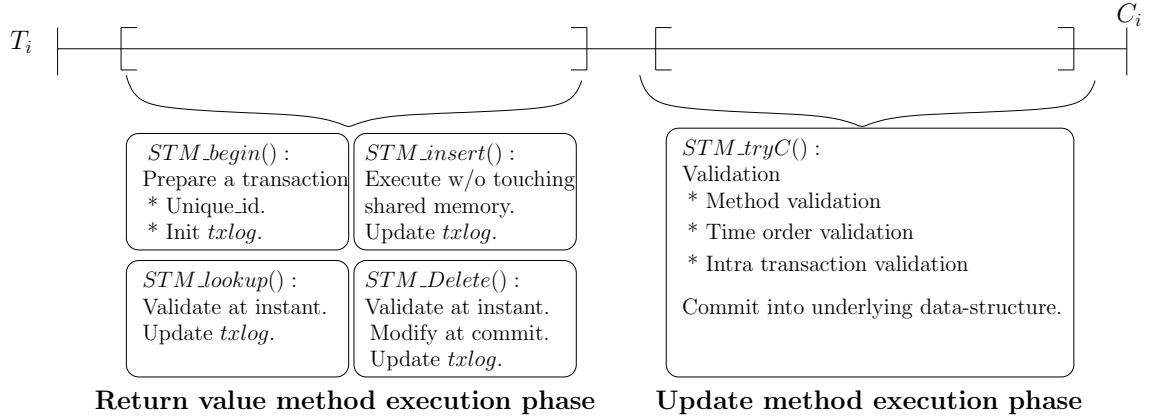 C_i
T_i
STM_begin() :
Prepare a transaction
* Unique_id.
* Init txlog.
STM_insert() :
Execute w/o touching
shared memory.
Update txlog.
STM_lookup() :
Validate at instant.
Update txlog.
STM_Delete() :
Validate at instant.
Modify at commit.
Update txlog.
STM_tryC() :
Validation
* Method validation
* Time order validation
* Intra transaction validation
Commit into underlying data-structure.
Return value method execution phase
Update method execution phase